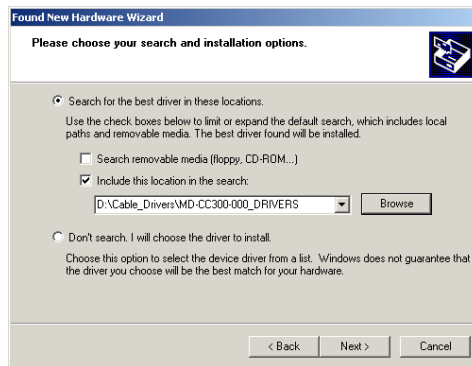 Found New Hardware Wizard
Please choose your search and installation options.
Search for the best driver in these locations.
Use the check boxes below to limit or expand the default search, which includes local
paths and removable media. The best driver found will be installed.
Search removable media (floppy, CD-ROM...)
Include this location in the search:
D:\Cable_Drivers\MD-CC300-000_DRIVERS
Browse
Don't search. I will choose the driver to install.
Choose this option to select the device driver from a list. Windows does not guarantee that
the driver you choose will be the best match for your hardware.
< Back
Next >
Cancel